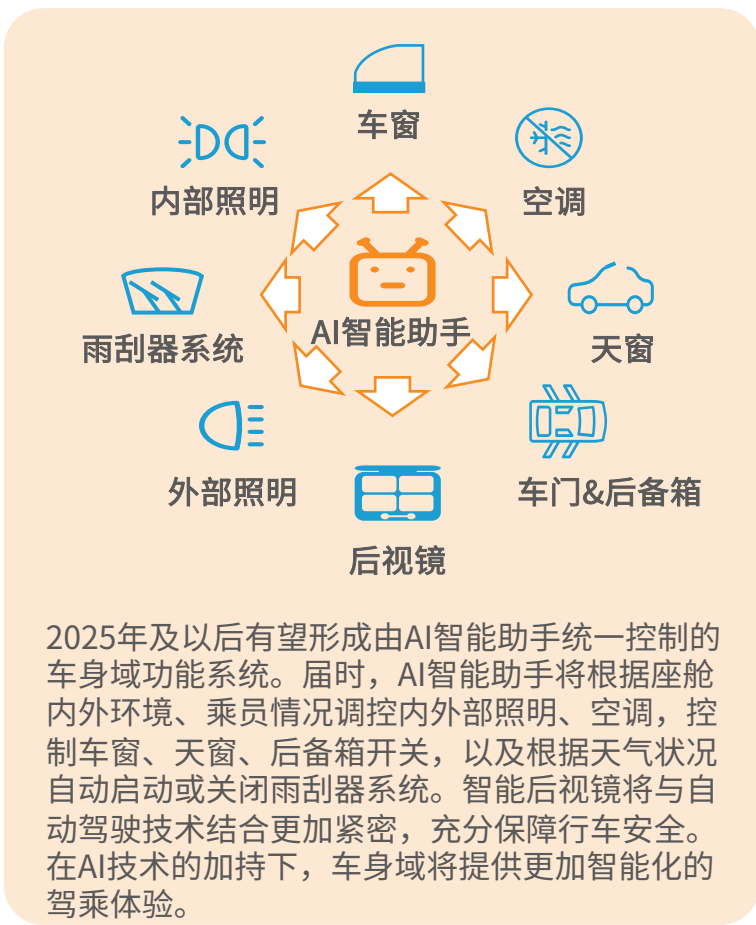 车窗
内部照明
空调
AI智能助手
雨刮器系统
天窗
外部照明
车门&后备箱
后视镜
2025年及以后有望形成由AI智能助手统一控制的
车身域功能系统。届时，AI智能助手将根据座舱
内外环境、乘员情况调控内外部照明、空调，控
制车窗、天窗、后备箱开关，以及根据天气状况
自动启动或关闭雨刮器系统。智能后视镜将与自
动驾驶技术结合更加紧密，充分保障行车安全。
在AI技术的加持下，车身域将提供更加智能化的
驾乘体验。